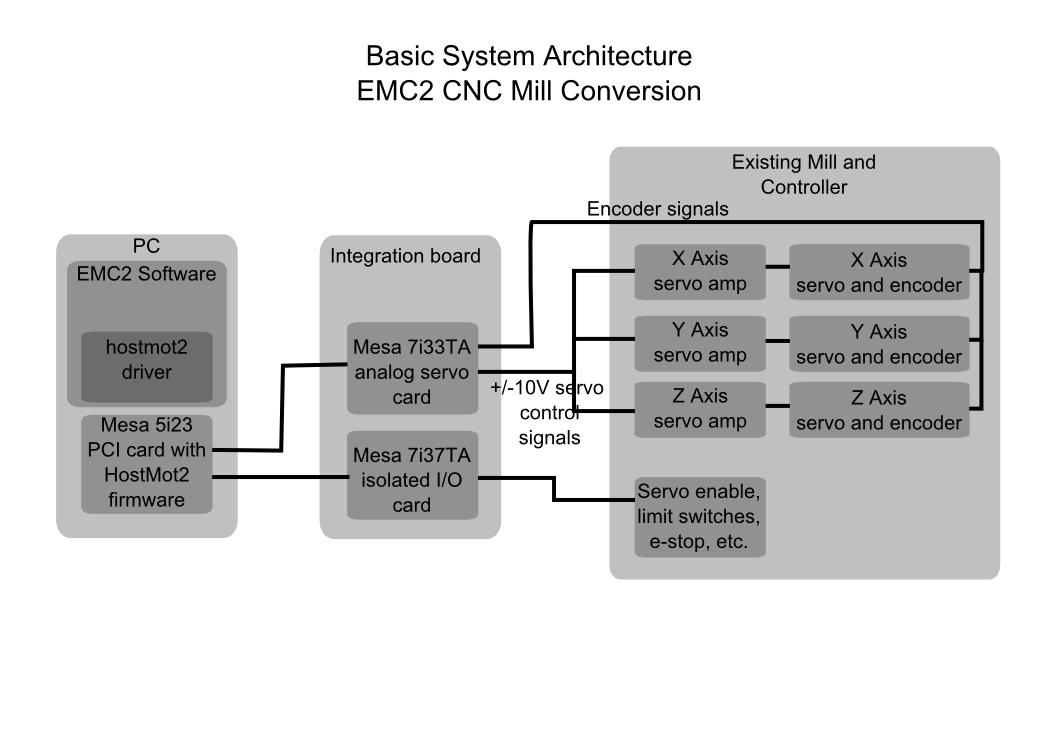 Basic System Architecture
EMC2 CNC Mill Conversion
Existing Mill and
Controller
Encoder signals
PC
EMC2 Software
hostmot2
driver
Mesa 5i23
PCI card with
HostMot2
firmware
Integration board
Mesa 7i33TA
analog servo
card
Mesa 7i37TA
isolated I/O
card
+/-10V servo
control
signals
X Axis
servo amp
X Axis
servo and encoder
Y Axis
servo amp
Y Axis
servo and encoder
Z Axis
servo amp
Z Axis
servo and encoder
Servo enable,
limit switches,
e-stop, etc.